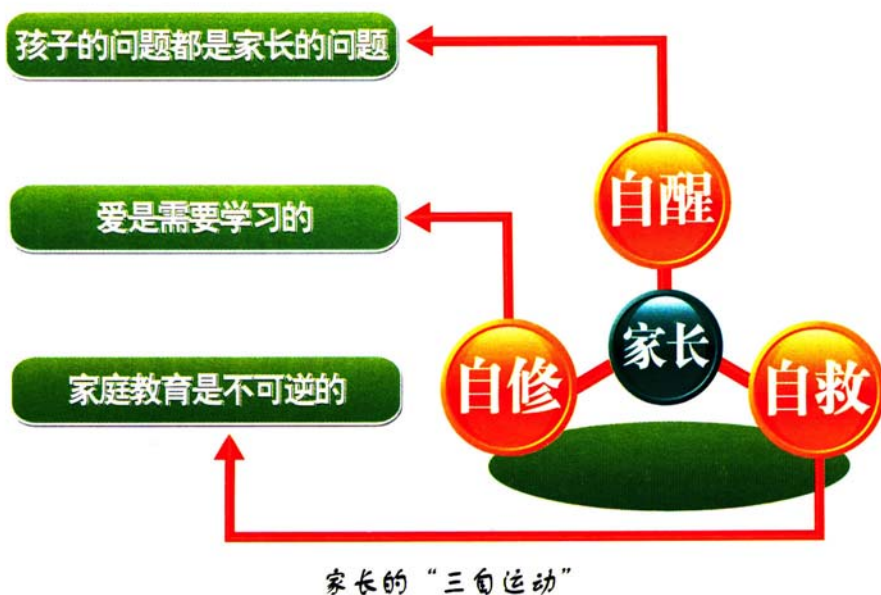 孩子的问题都是家长的问题
自醒
爱是需要学习的
家长
自修
自救
家庭教育是不可逆的
家长的“三自运动”